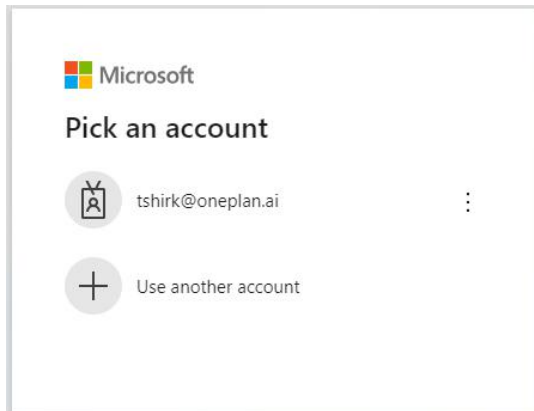 Microsoft
Pick an account
tshirk@oneplan.ai
Use another account